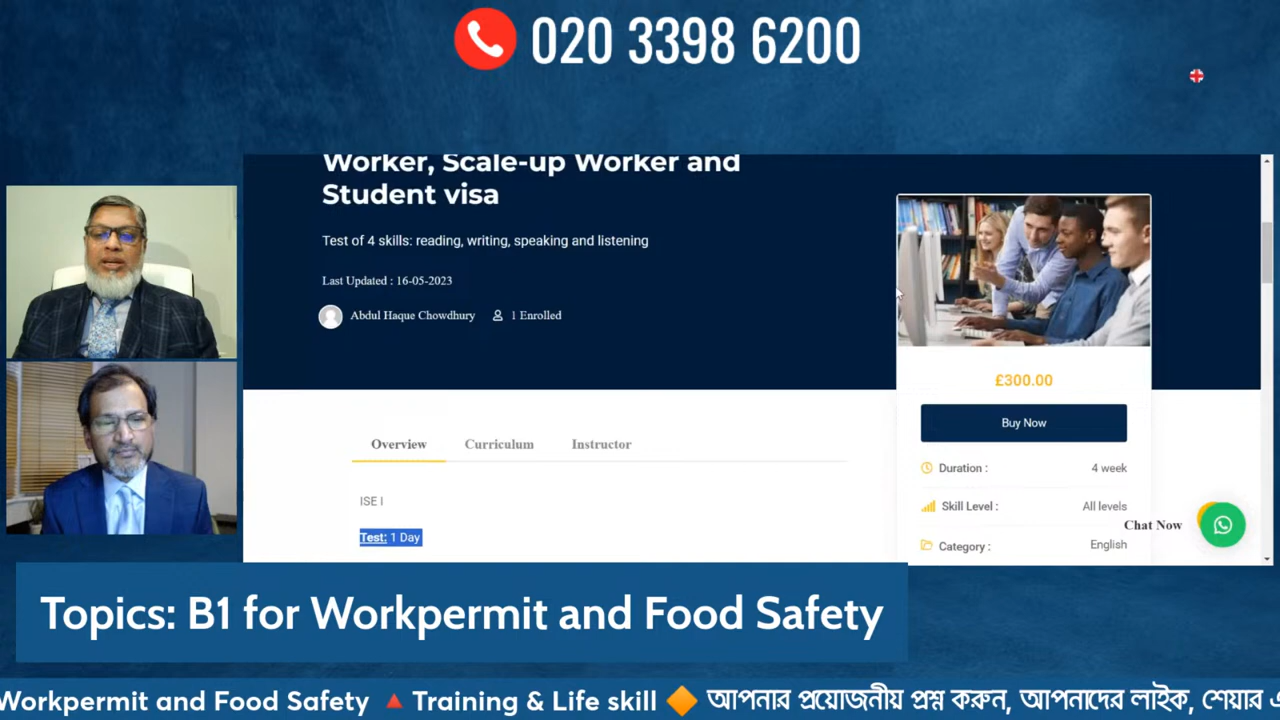 020 3398 6200
Worker, Scale-up Worker and
Student visa
Test of 4 skills: reading, writing, speaking and listening
Last Updated : 16-05-2023
Abdul Haque Chowdhury 1 Enrolled
£300.00
Buy Now
Overview Curriculum Instructor
Duration : 4 week
ISE I
Skill Level : All levels
Chat Now
Test: 1 Day
Category : English
Topics: B1 for Workpermit and Food Safety
Workpermit and Food Safety 🔺Training & Life skill 🔶 আপনার প্রয়োজনীয় প্রশ্ন করুন, আপনাদের লাইক, শেয়ার